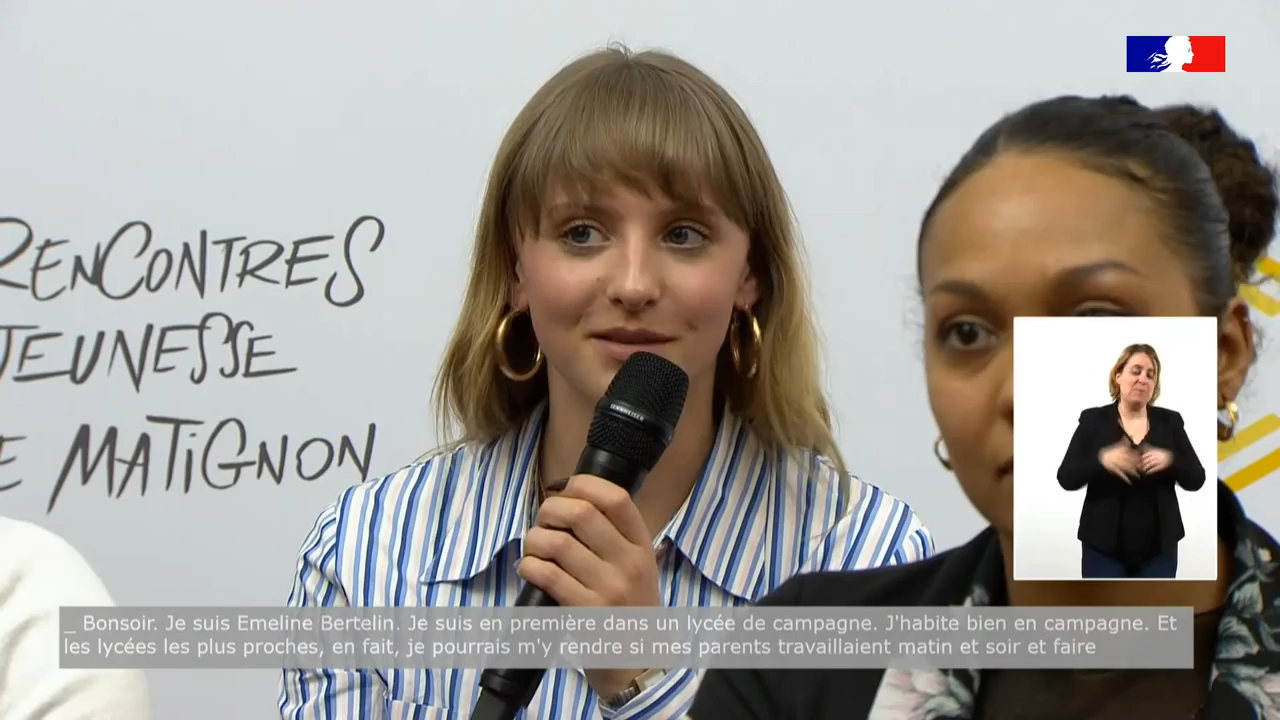 RENCONTRES
JEUNESSE
E MATiGNON
SENNHEISER
_ Bonsoir. Je suis Emeline Bertelin. Je suis en première dans un lycée de campagne. J'habite bien en campagne. Et
les lycées les plus proches, en fait, je pourrais m'y rendre si mes parents travaillaient matin et soir et faire